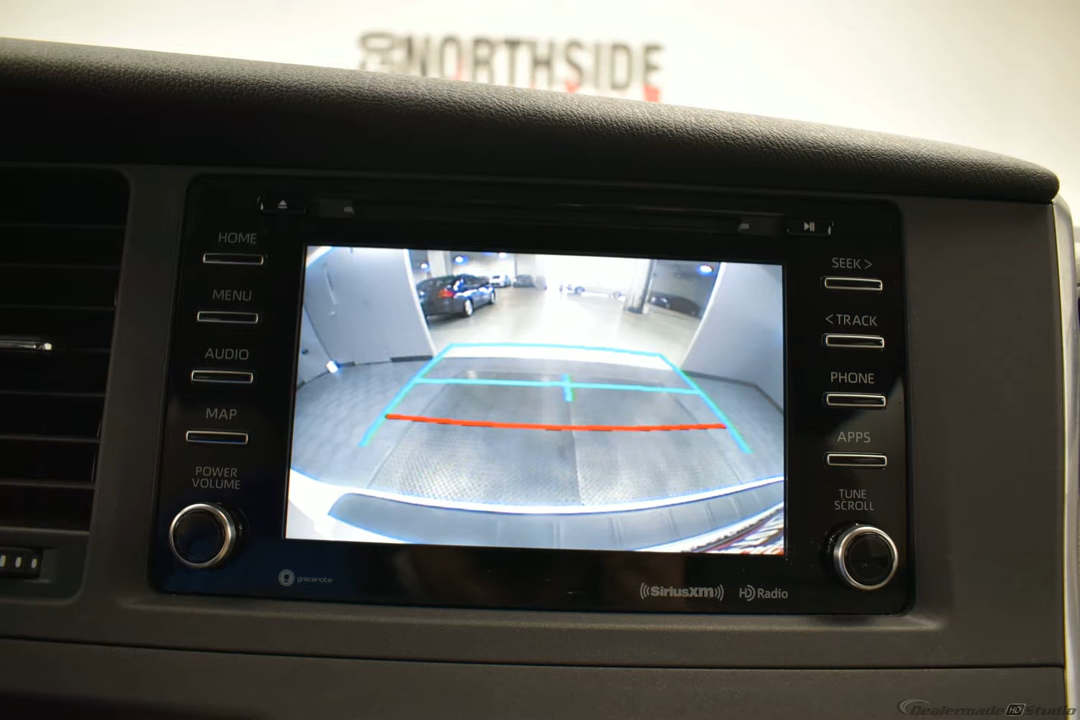 NORTHSIDE
HOME
MENU
AUDIO
MAP
POWER
VOLUME
SEEK >
< TRACK
PHONE
APPS
TUNE
SCROLL
gracenote
((SiriusXM))
HD Radio
Dealermade HD Studio